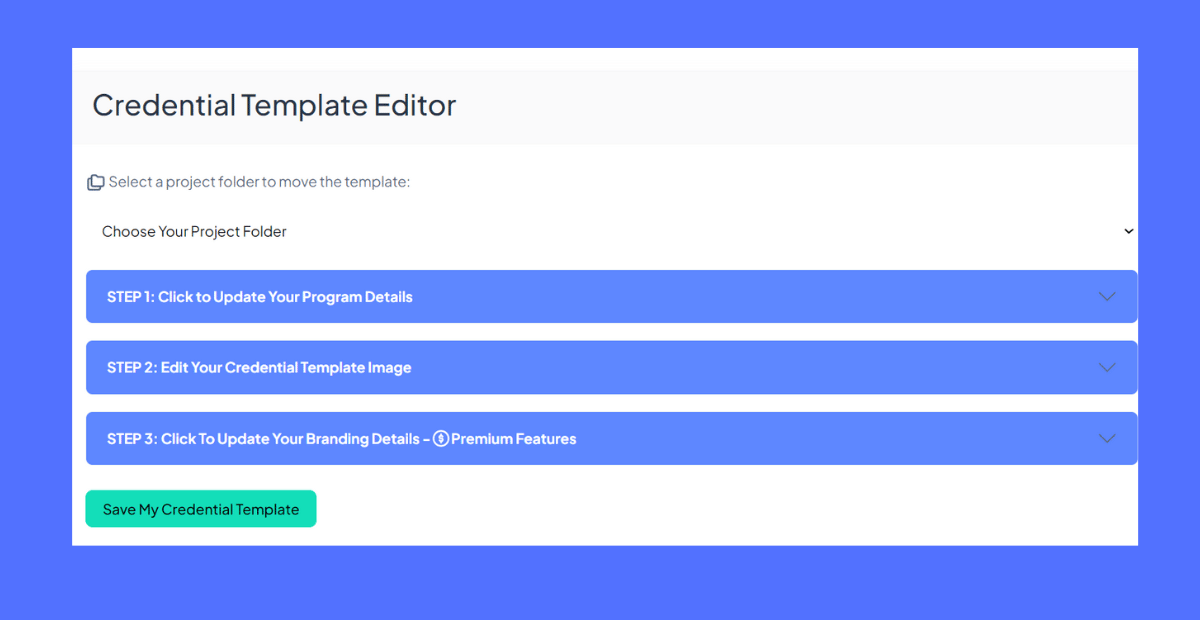 Credential Template Editor
Select a project folder to move the template:
Choose Your Project Folder
STEP 1: Click to Update Your Program Details
STEP 2: Edit Your Credential Template Image
STEP 3: Click To Update Your Branding Details - $ Premium Features
Save My Credential Template